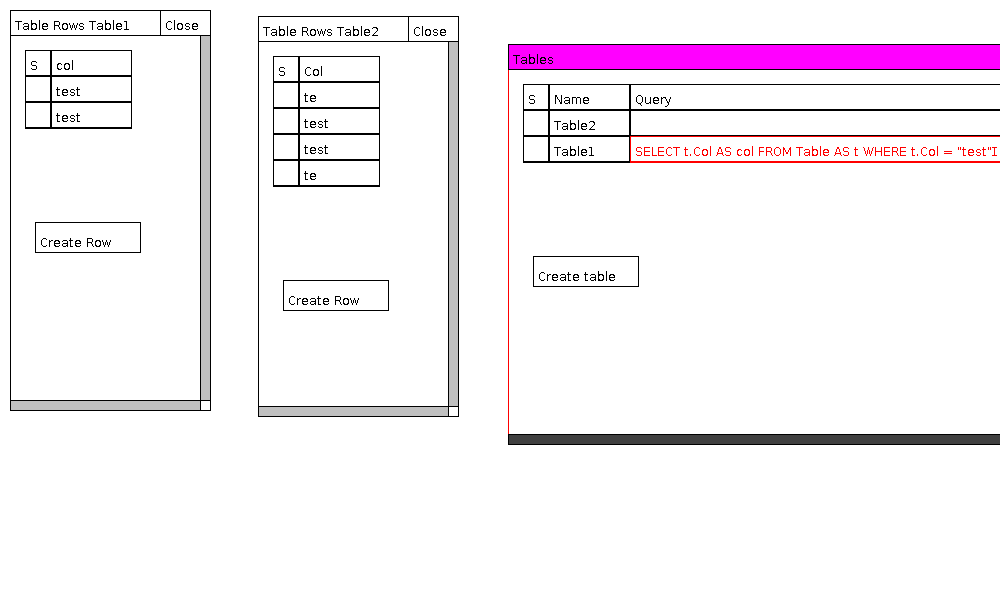 Table Rows Table1 Close
S col
test
test
Create Row
Table Rows Table2 Close
S Col
te
test
test
te
Create Row
Tables
S Name Query
Table2
Table1 SELECT t.Col AS col FROM Table AS t WHERE t.Col = "test"I
Create table